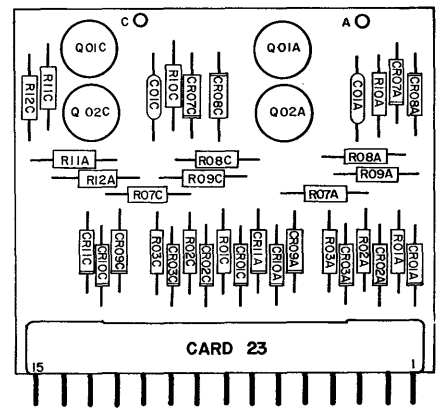 C
A
Q01C
Q01A
R12C
R11C
Q02C
C01C
R10C
CR07C
CR08C
Q02A
C01A
R10A
CR07A
CR08A
R11A
R08C
R08A
R12A
R09C
R09A
R07C
R07A
CR11C
CR10C
CR09C
R03C
CR03C
R02C
CR02C
R01C
CR01C
CR11A
CR10A
CR09A
R03A
CR03A
R02A
CR02A
R01A
CR01A
CARD 23
15
1